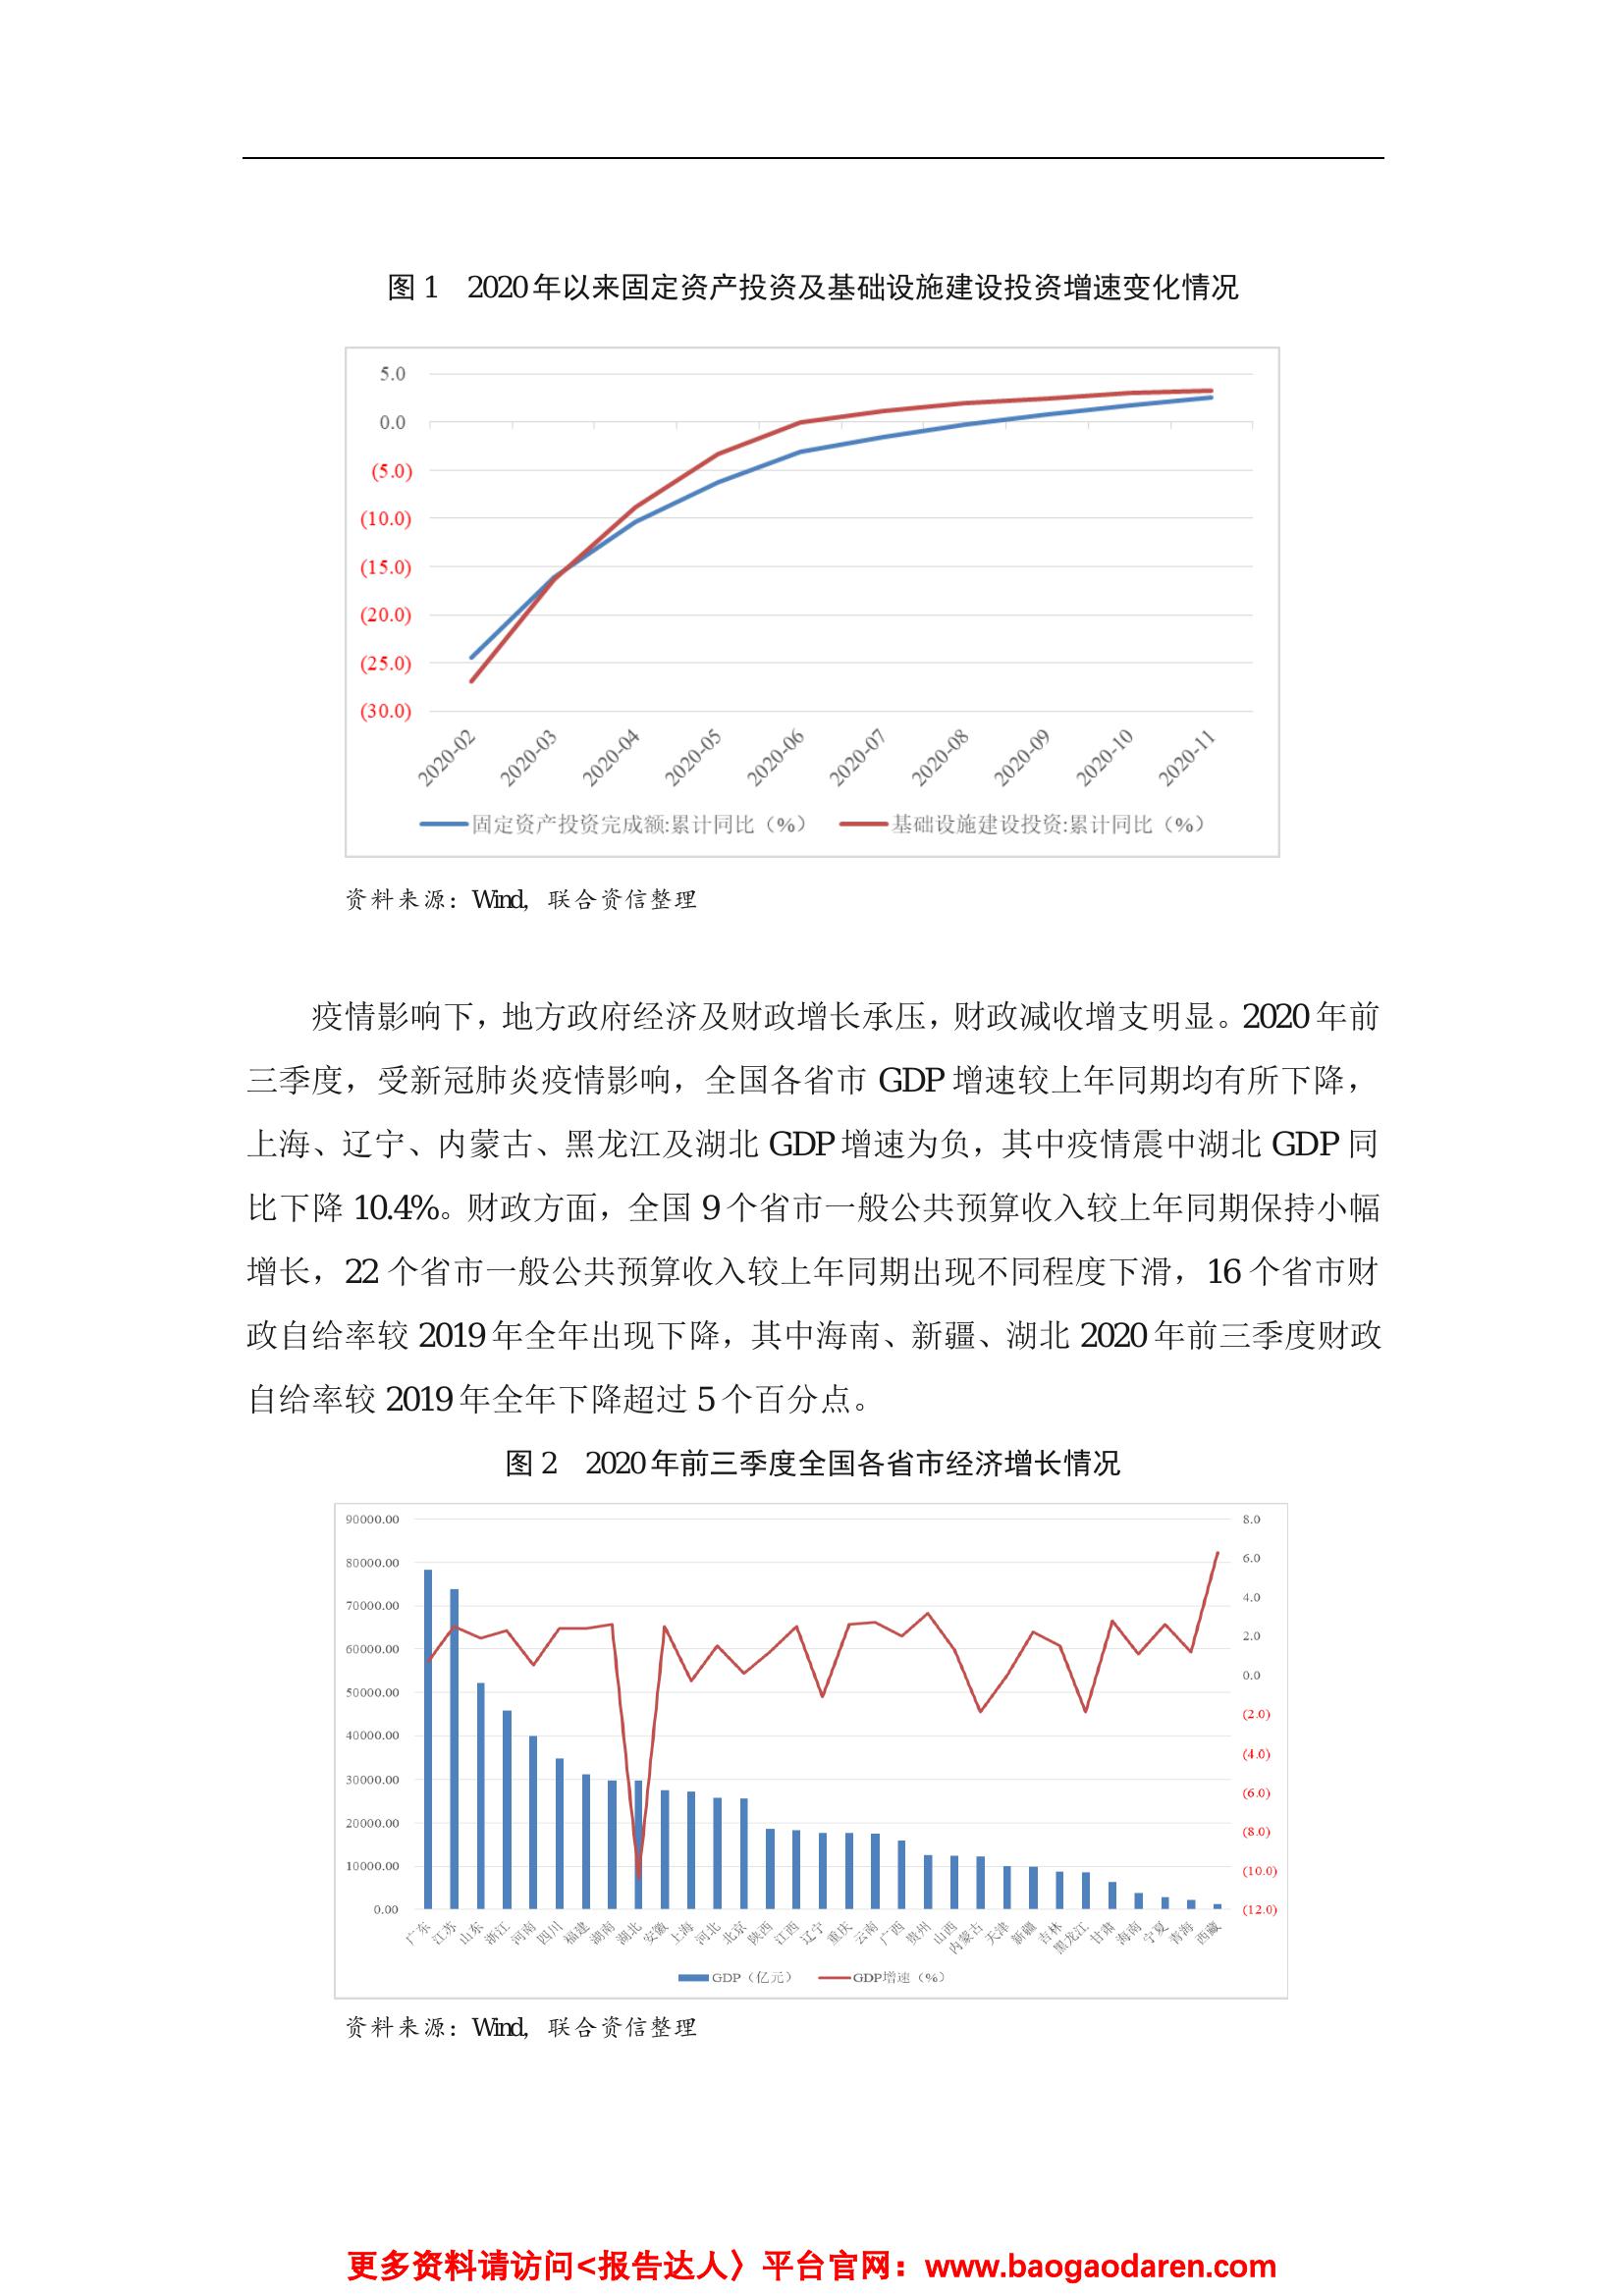 图 1 2020 年以来固定资产投资及基础设施建设投资增速变化情况
5.0
0.0
(5.0)
(10.0)
(15.0)
(20.0)
(25.0)
(30.0)
2020-02 2020-03 2020-04 2020-05 2020-06 2020-07 2020-08 2020-09 2020-10 2020-11
固定资产投资完成额:累计同比（%） 基础设施建设投资:累计同比（%）
资料来源：Wind，联合资信整理
疫情影响下，地方政府经济及财政增长承压，财政减收增支明显。2020 年前
三季度，受新冠肺炎疫情影响，全国各省市 GDP 增速较上年同期均有所下降，
上海、辽宁、内蒙古、黑龙江及湖北 GDP 增速为负，其中疫情震中湖北 GDP 同
比下降 10.4%。财政方面，全国 9 个省市一般公共预算收入较上年同期保持小幅
增长，22 个省市一般公共预算收入较上年同期出现不同程度下滑，16 个省市财
政自给率较 2019 年全年出现下降，其中海南、新疆、湖北 2020 年前三季度财政
自给率较 2019 年全年下降超过 5 个百分点。
图 2 2020 年前三季度全国各省市经济增长情况
90000.00 8.0
80000.00 6.0
70000.00 4.0
60000.00 2.0
50000.00 0.0
40000.00 (2.0)
30000.00 (4.0)
20000.00 (6.0)
10000.00 (8.0)
0.00 (10.0)
(12.0)
广东 江苏 山东 浙江 河南 四川 福建 湖南 湖北 安徽 上海 河北 北京 陕西 江西 辽宁 重庆 云南 广西 贵州 山西 内蒙古 天津 新疆 吉林 黑龙江 甘肃 海南 宁夏 青海 西藏
GDP（亿元） GDP增速（%）
资料来源：Wind，联合资信整理
更多资料请访问<报告达人〉平台官网：www.baogaodaren.com